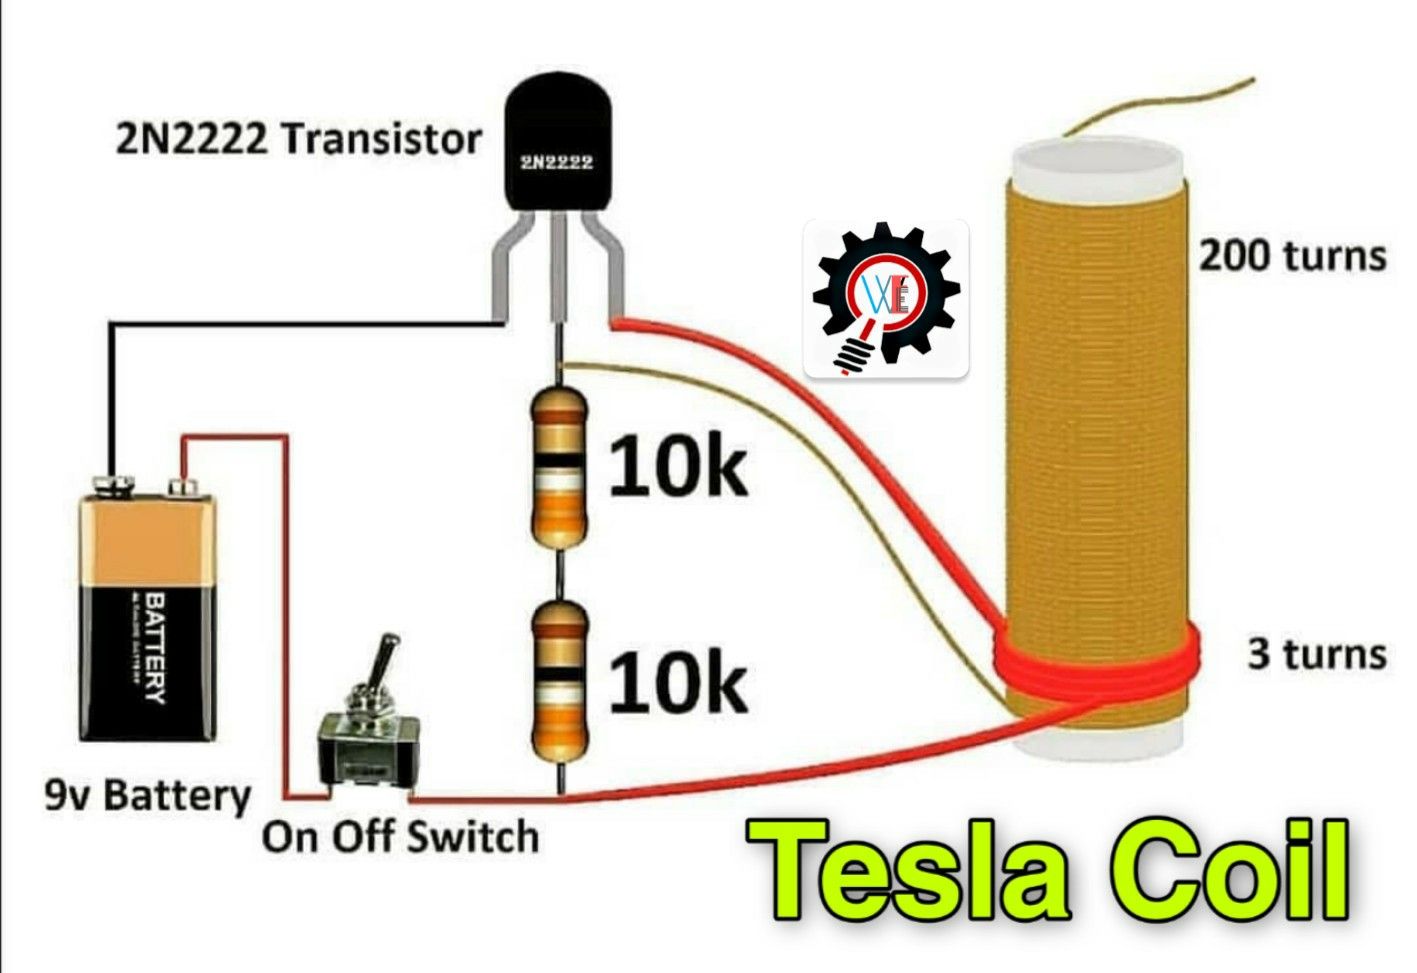 2N2222 Transistor
2N2222
WE
200 turns
10k
BATTERY
10k
3 turns
9v Battery
On Off Switch
Tesla Coil